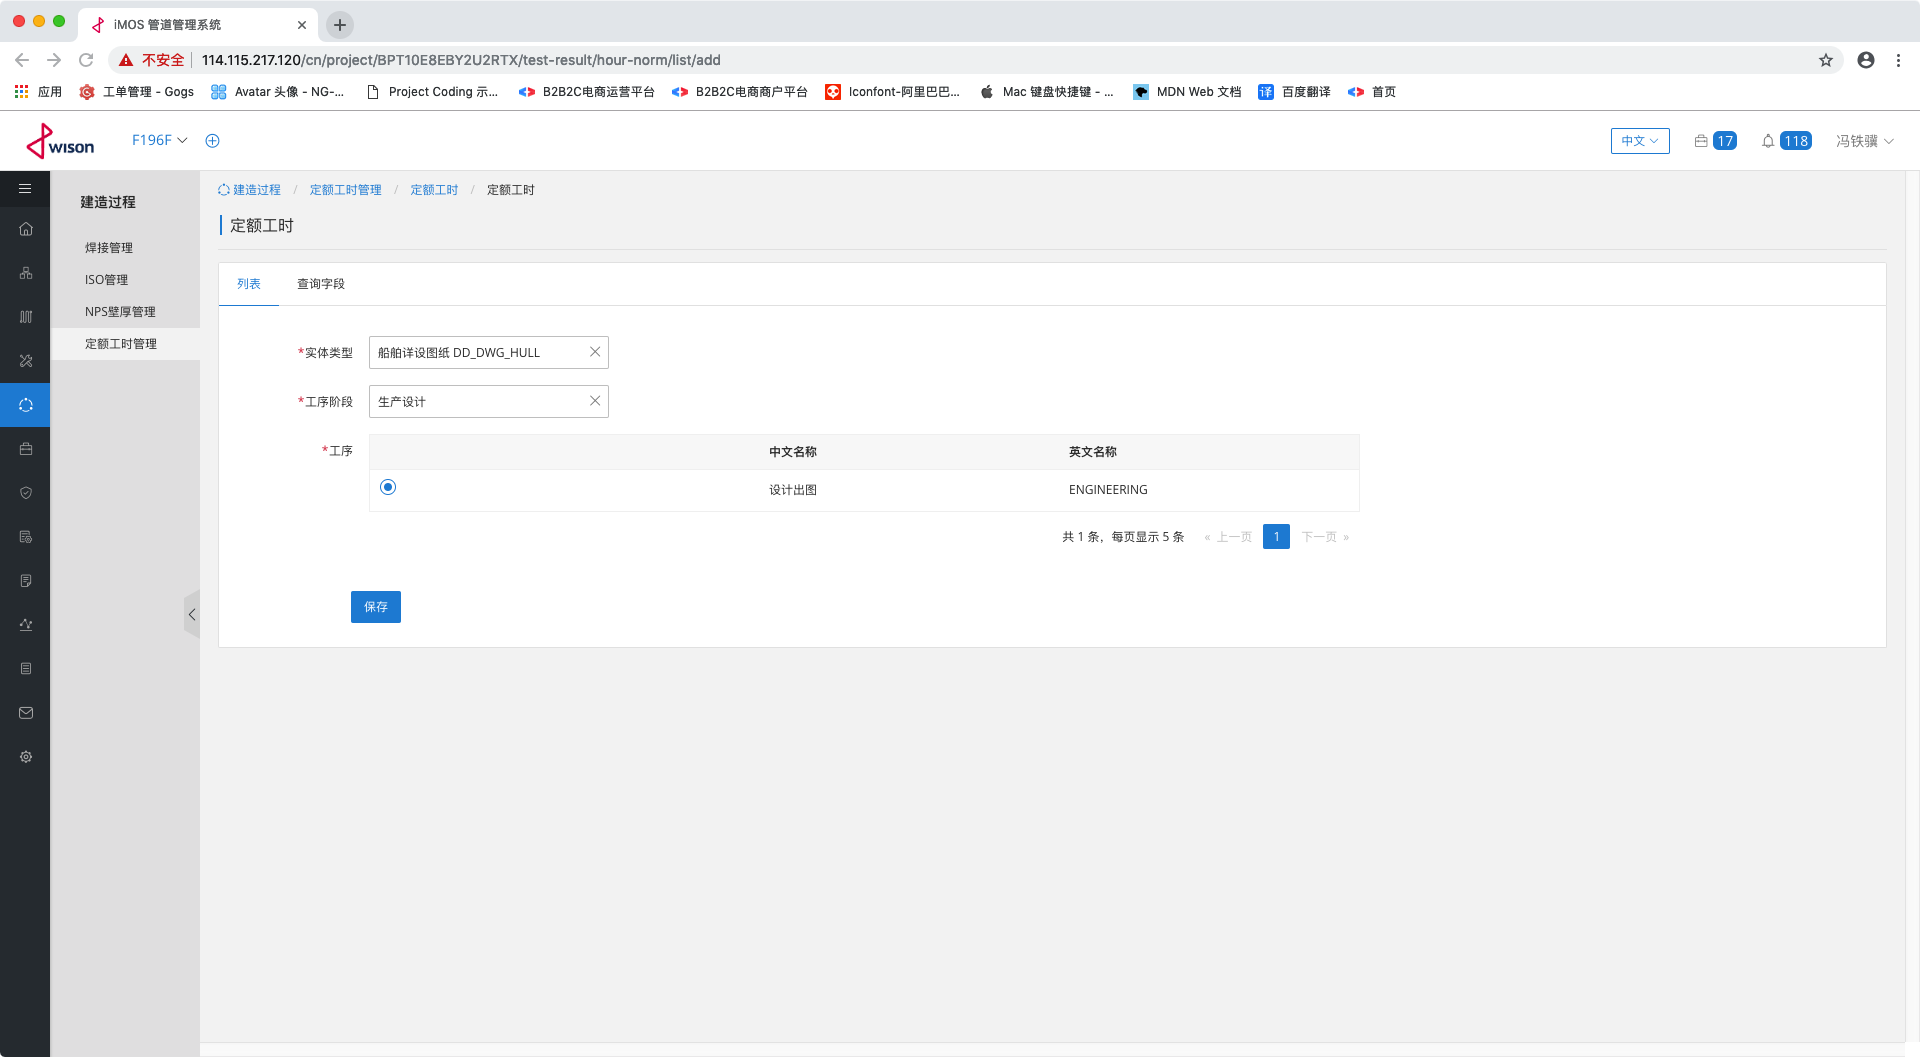 iMOS 管道管理系统
不安全 114.115.217.120/cn/project/BPT10E8EBY2U2RTX/test-result/hour-norm/list/add
应用 工单管理 - Gogs Avatar 头像 - NG-... Project Coding 示... B2B2C电商运营平台 B2B2C电商商户平台 Iconfont-阿里巴巴... Mac 键盘快捷键 - ... 译 MDN Web 文档 百度翻译 首页
wison F196F 中文 17 118 冯铁骥
建造过程
焊接管理
ISO管理
NPS壁厚管理
定额工时管理
建造过程 / 定额工时管理 / 定额工时 / 定额工时
定额工时
列表 查询字段
*实体类型 船舶详设图纸 DD_DWG_HULL
*工序阶段 生产设计
*工序 中文名称 英文名称
设计出图 ENGINEERING
共 1 条，每页显示 5 条 « 上一页 1 下一页 »
保存